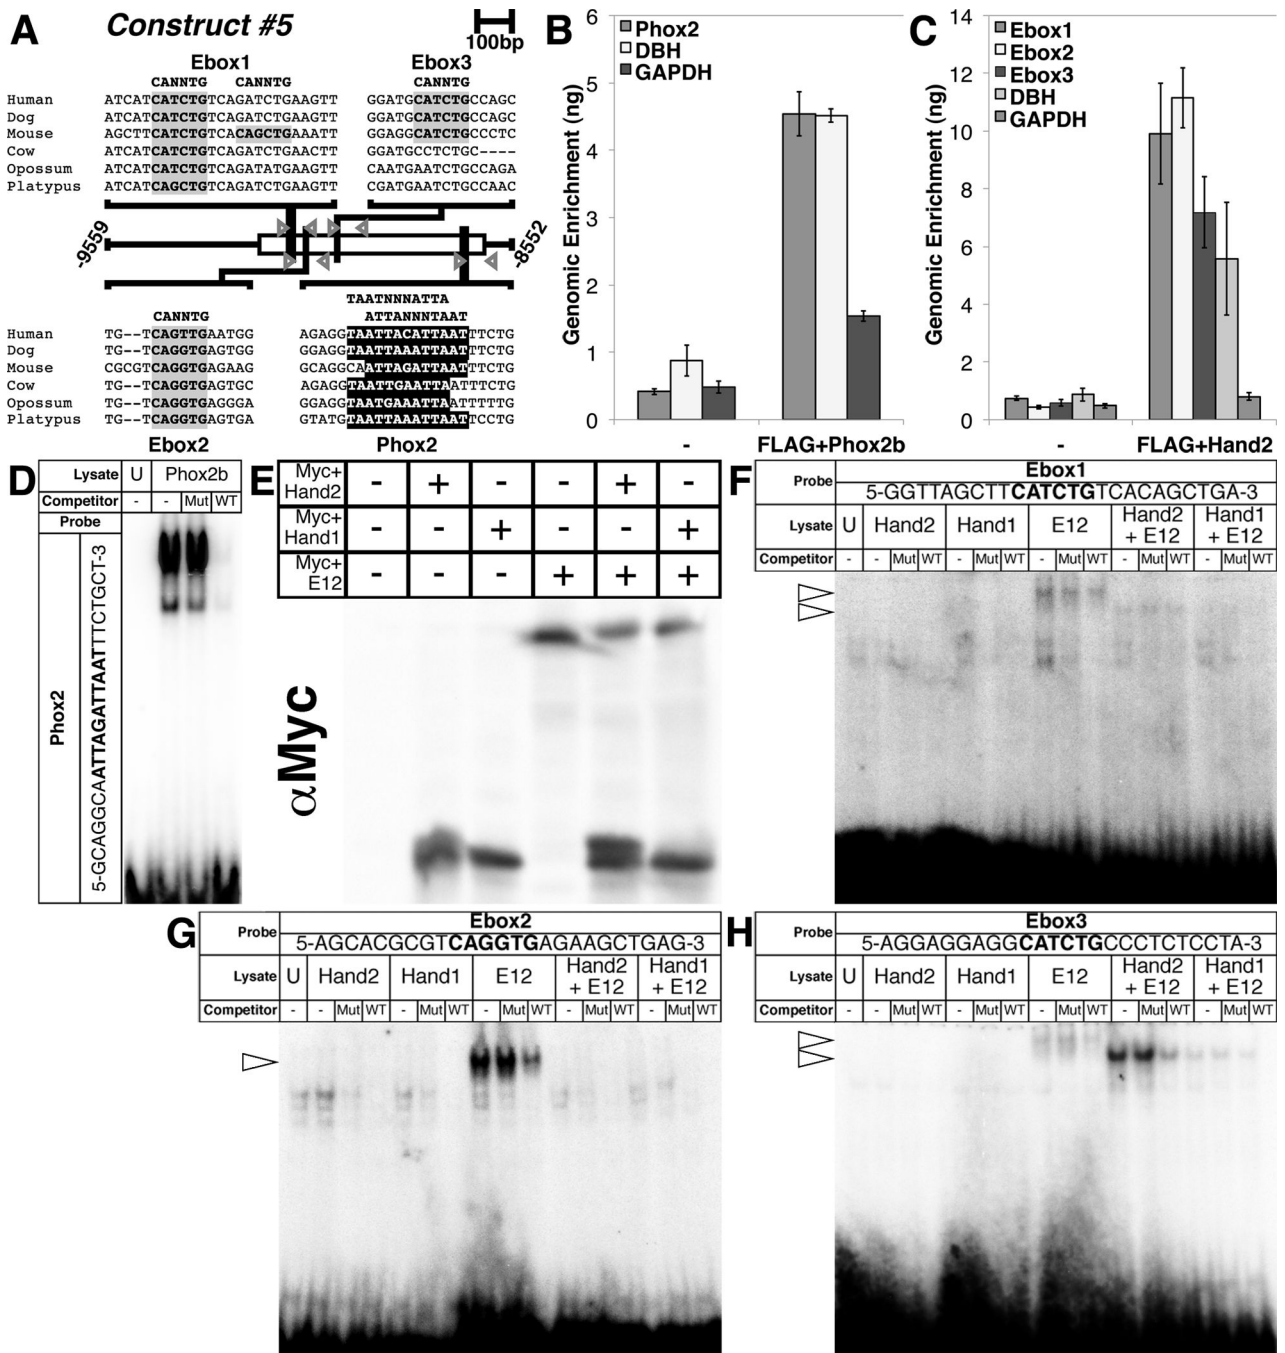 A
Construct #5
100bp
Ebox1
Ebox3
CANNTG CANNTG CANNTG
Human ATCATCATCTGTCAGATCTGAAGTT GGATGCATCTGCCAGC
Dog ATCATCATCTGTCAGATCTGAAGTT GGATGCATCTGCCAGC
Mouse AGCTTCATCTGTCACAGCTGAAATT GGAGGCATCTGCCCTC
Cow ATCATCATCTGTCAGATCTGAACTT GGATGCCTCTGC----
Opossum ATCATCATCTGTCAGATATGAAGTT CAATGAATCTGCCAGA
Platypus ATCATCAGCTGTCAGATCTGAAGTT CGATGAATCTGCCAAC
-9559
-8552
TAATNNNATTA
CANNTG ATTANNNTAAT
Human TG--TCAGTTGAATGG AGAGGTAATTACATTAATTTCTG
Dog TG--TCAGGTGAGTGG GGAGGTAATTAAATTAATTTCTG
Mouse CGCGTCAGGTGAGAAG GCAGGCAATTAGATTAATTTCTG
Cow TG--TCAGGTGAGTGC AGAGGTAATTGAATTAATTTCTG
Opossum TG--TCAGGTGAGGGA GGAGGTAATGAAATTAATTTTTG
Platypus TG--TCAGGTGAGTGA GTATGTAATTAGATTAATTCCTG
Ebox2
Phox2
B
Genomic Enrichment (ng)
6
5
4
3
2
1
0
Phox2
DBH
GAPDH
-
FLAG+Phox2b
C
Genomic Enrichment (ng)
14
12
10
8
6
4
2
0
Ebox1
Ebox2
Ebox3
DBH
GAPDH
-
FLAG+Hand2
D
Lysate U Phox2b
Competitor - - Mut WT
Probe
Phox2
5-GCAGGCAATTAGATTAATTTCTGCT-3
E
Myc+ Hand2 - + - - + -
Myc+ Hand1 - - + - - +
Myc+ E12 - - - + + +
αMyc
F
Probe
Ebox1
5-GGTTAGCTTCATCTGTCACAGCTGA-3
Lysate U Hand2 Hand1 E12 Hand2 + E12 Hand1 + E12
Competitor - - Mut WT - Mut WT - Mut WT - Mut WT - Mut WT
G
Probe
Ebox2
5-AGCACGCGTCAGGTGAGAAGCTGAG-3
Lysate U Hand2 Hand1 E12 Hand2 + E12 Hand1 + E12
Competitor - - Mut WT - Mut WT - Mut WT - Mut WT - Mut WT
H
Probe
Ebox3
5-AGGAGGAGGCATCTGCCCTCTCCTA-3
Lysate U Hand2 Hand1 E12 Hand2 + E12 Hand1 + E12
Competitor - - Mut WT - Mut WT - Mut WT - Mut WT - Mut WT